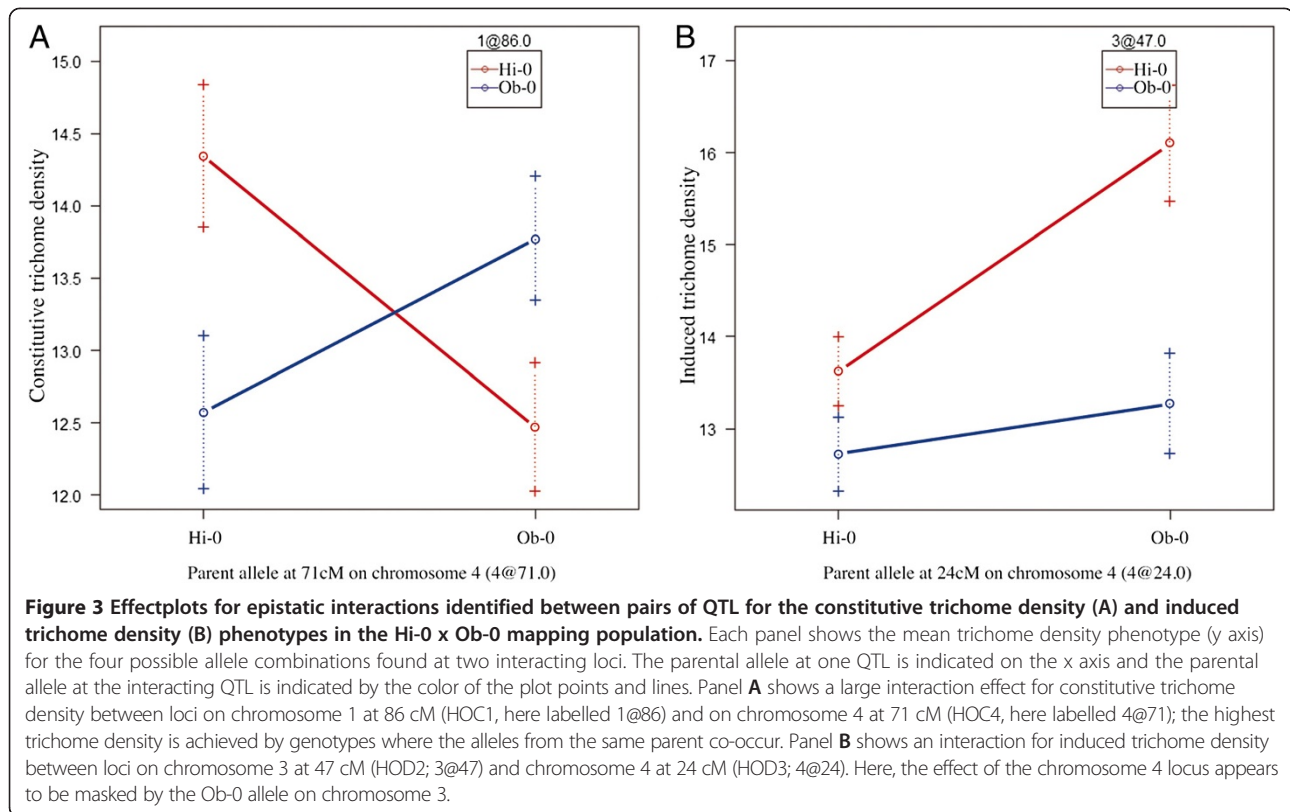 A
1@86.0
Hi-0
Ob-0
15.0
14.5
14.0
13.5
13.0
12.5
12.0
Constitutive trichome density
Hi-0
Ob-0
Parent allele at 71cM on chromosome 4 (4@71.0)
B
3@47.0
Hi-0
Ob-0
17
16
15
14
13
Induced trichome density
Hi-0
Ob-0
Parent allele at 24cM on chromosome 4 (4@24.0)
Figure 3 Effectplots for epistatic interactions identified between pairs of QTL for the constitutive trichome density (A) and induced
trichome density (B) phenotypes in the Hi-0 x Ob-0 mapping population. Each panel shows the mean trichome density phenotype (y axis)
for the four possible allele combinations found at two interacting loci. The parental allele at one QTL is indicated on the x axis and the parental
allele at the interacting QTL is indicated by the color of the plot points and lines. Panel A shows a large interaction effect for constitutive trichome
density between loci on chromosome 1 at 86 cM (HOC1, here labelled 1@86) and on chromosome 4 at 71 cM (HOC4, here labelled 4@71); the highest
trichome density is achieved by genotypes where the alleles from the same parent co-occur. Panel B shows an interaction for induced trichome density
between loci on chromosome 3 at 47 cM (HOD2; 3@47) and chromosome 4 at 24 cM (HOD3; 4@24). Here, the effect of the chromosome 4 locus appears
to be masked by the Ob-0 allele on chromosome 3.